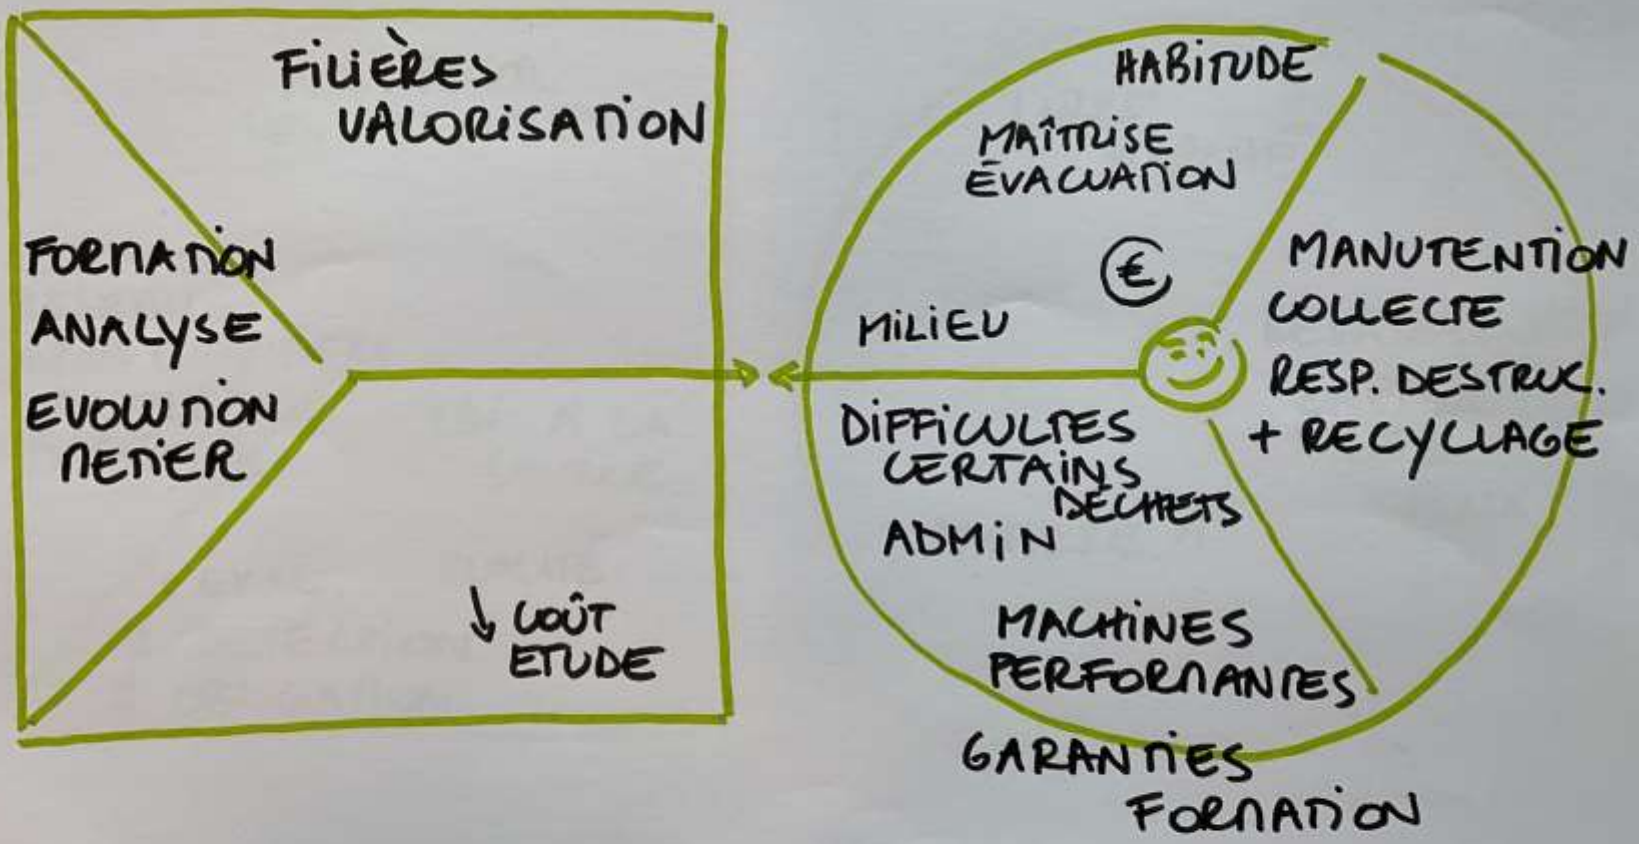 FILIÈRES
VALORISATION
FORMATION
ANALYSE
EVOLUTION
METIER
↓ COÛT
ETUDE
HABITUDE
MAÎTRISE
ÉVACUATION
€
MILIEU
DIFFICULTES
CERTAINS
DÉCHETS
ADMIN
MACHINES
PERFORMANTES
GARANTIES
FORMATION
MANUTENTION
COLLECTE
RESP. DESTRUC.
+ RECYCLAGE